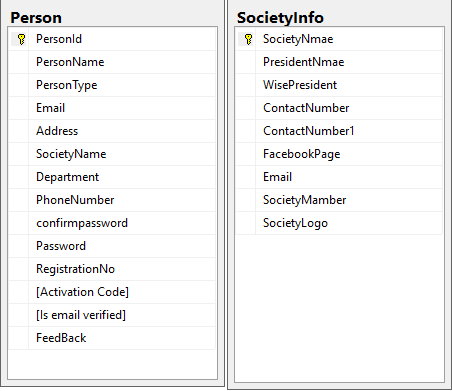 Person
PersonId
PersonName
PersonType
Email
Address
SocietyName
Department
PhoneNumber
confirmpassword
Password
RegistrationNo
[Activation Code]
[Is email verified]
FeedBack
SocietyInfo
SocietyNmae
PresidentNmae
WisePresident
ContactNumber
ContactNumber1
FacebookPage
Email
SocietyMamber
SocietyLogo